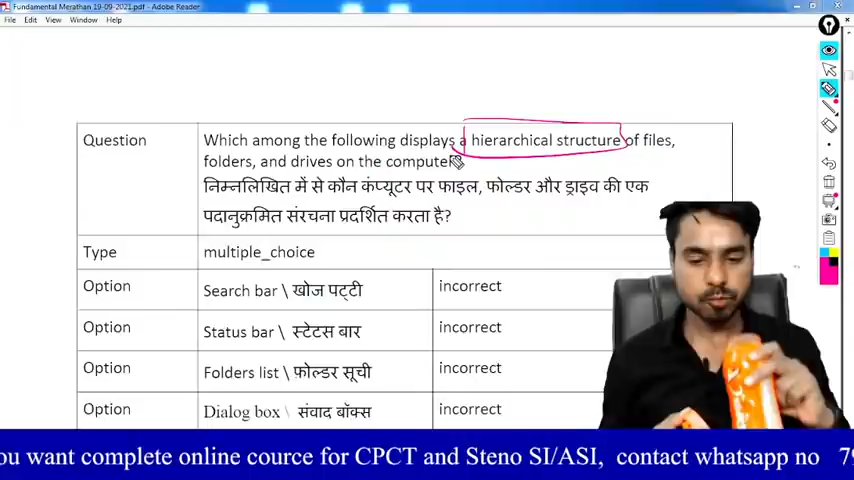 Fundamental Merathan 19-09-2021.pdf - Adobe Reader
File Edit View Window Help
Question
Which among the following displays a hierarchical structure of files,
folders, and drives on the computer
निम्नलिखित में से कौन कंप्यूटर पर फाइल, फोल्डर और ड्राइव की एक
पदानुक्रमित संरचना प्रदर्शित करता है?
Type multiple_choice
Option Search bar \ खोज पट्टी incorrect
Option Status bar \ स्टेटस बार incorrect
Option Folders list \ फ़ोल्डर सूची incorrect
Option Dialog box \ संवाद बॉक्स incorrect
ou want complete online cource for CPCT and Steno SI/ASI, contact whatsapp no 79